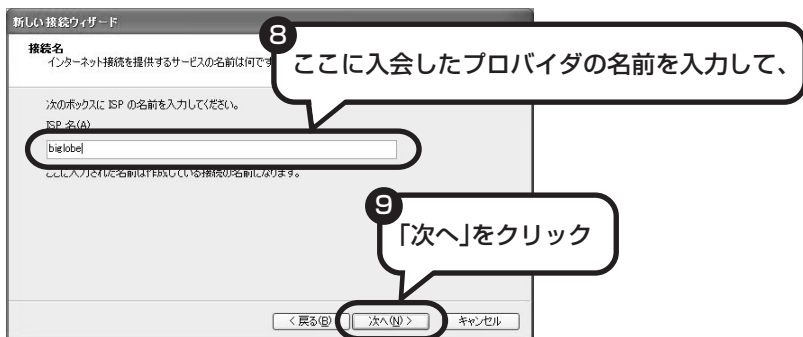 新しい接続ウィザード
接続名
インターネット接続を提供するサービスの名前は何です
8
ここに入会したプロバイダの名前を入力して、
次のボックスに ISP の名前を入力してください。
ISP 名(A)
biglobe
ここに入力された名前は作成している接続の名前になります。
9
「次へ」をクリック
< 戻る(B)
次へ(N) >
キャンセル